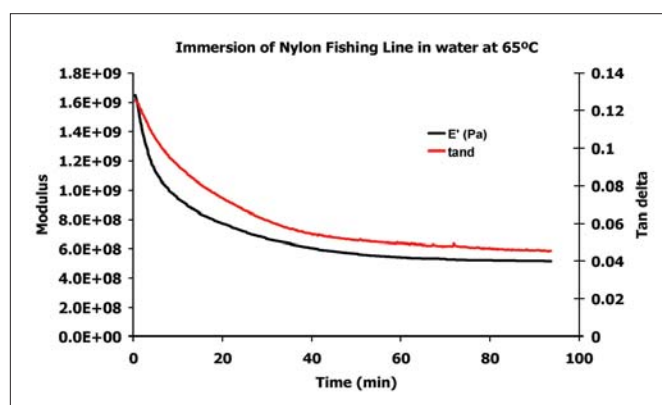 Immersion of Nylon Fishing Line in water at 65ºC
Modulus
1.8E+09
1.6E+09
1.4E+09
1.2E+09
1.0E+09
8.0E+08
6.0E+08
4.0E+08
2.0E+08
0.0E+00
E' (Pa)
tand
0.14
0.12
0.1
0.08
0.06
0.04
0.02
0
Tan delta
0 20 40 60 80 100
Time (min)